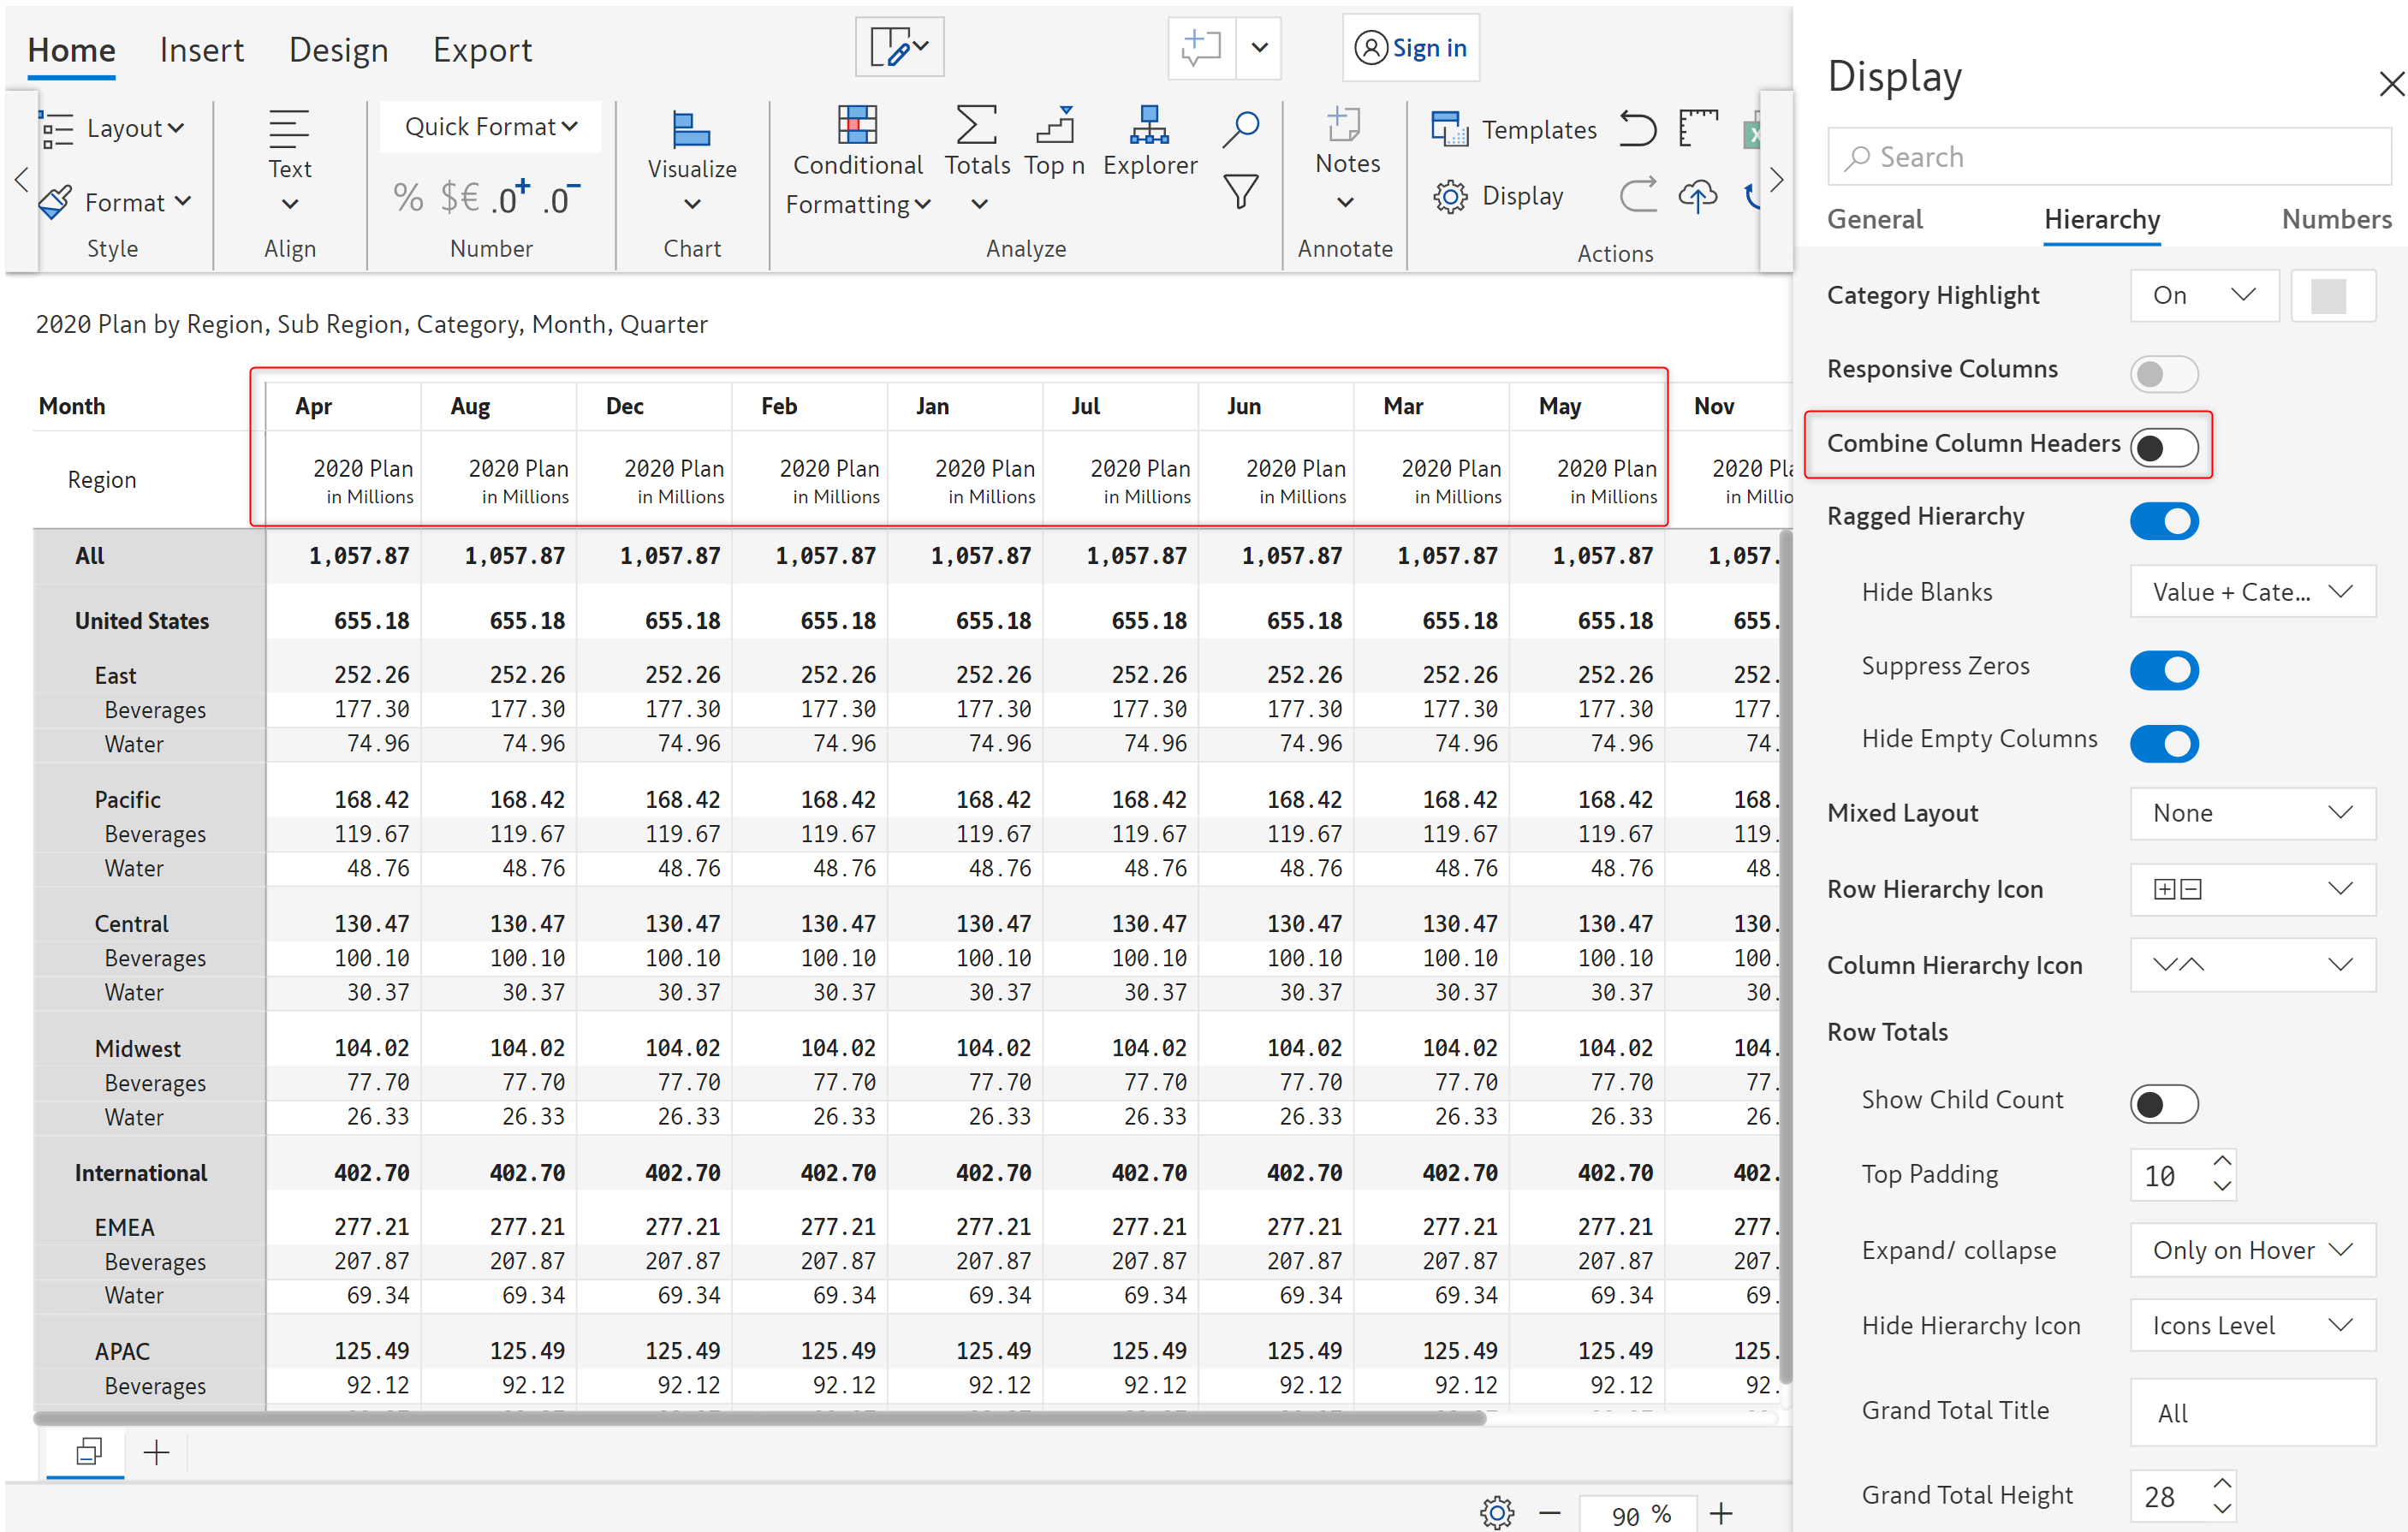 Home Insert Design Export Sign in
Layout Format Style
Text Align
Quick Format % $€ .0+ .0− Number
Visualize Chart
Conditional Formatting Totals Top n Explorer Analyze
Notes Annotate
Templates Display Actions
2020 Plan by Region, Sub Region, Category, Month, Quarter
Month Apr Aug Dec Feb Jan Jul Jun Mar May Nov
Region 2020 Plan 2020 Plan 2020 Plan 2020 Plan 2020 Plan 2020 Plan 2020 Plan 2020 Plan 2020 Plan 2020
in Millions in Millions in Millions in Millions in Millions in Millions in Millions in Millions in Millions in
All 1,057.87 1,057.87 1,057.87 1,057.87 1,057.87 1,057.87 1,057.87 1,057.87 1,057.87 1,057.
United States 655.18 655.18 655.18 655.18 655.18 655.18 655.18 655.18 655.18 655.
East 252.26 252.26 252.26 252.26 252.26 252.26 252.26 252.26 252.26 252.
Beverages 177.30 177.30 177.30 177.30 177.30 177.30 177.30 177.30 177.30 177.
Water 74.96 74.96 74.96 74.96 74.96 74.96 74.96 74.96 74.96 74.
Pacific 168.42 168.42 168.42 168.42 168.42 168.42 168.42 168.42 168.42 168.
Beverages 119.67 119.67 119.67 119.67 119.67 119.67 119.67 119.67 119.67 119.
Water 48.76 48.76 48.76 48.76 48.76 48.76 48.76 48.76 48.76 48.
Central 130.47 130.47 130.47 130.47 130.47 130.47 130.47 130.47 130.47 130.
Beverages 100.10 100.10 100.10 100.10 100.10 100.10 100.10 100.10 100.10 100.
Water 30.37 30.37 30.37 30.37 30.37 30.37 30.37 30.37 30.37 30.
Midwest 104.02 104.02 104.02 104.02 104.02 104.02 104.02 104.02 104.02 104.
Beverages 77.70 77.70 77.70 77.70 77.70 77.70 77.70 77.70 77.70 77.
Water 26.33 26.33 26.33 26.33 26.33 26.33 26.33 26.33 26.33 26.
International 402.70 402.70 402.70 402.70 402.70 402.70 402.70 402.70 402.70 402.
EMEA 277.21 277.21 277.21 277.21 277.21 277.21 277.21 277.21 277.21 277.
Beverages 207.87 207.87 207.87 207.87 207.87 207.87 207.87 207.87 207.87 207.
Water 69.34 69.34 69.34 69.34 69.34 69.34 69.34 69.34 69.34 69.
APAC 125.49 125.49 125.49 125.49 125.49 125.49 125.49 125.49 125.49 125.
Beverages 92.12 92.12 92.12 92.12 92.12 92.12 92.12 92.12 92.12 92.
90 %
Display
Search
General Hierarchy Numbers
Category Highlight On
Responsive Columns
Combine Column Headers
Ragged Hierarchy
Hide Blanks Value + Cate...
Suppress Zeros
Hide Empty Columns
Mixed Layout None
Row Hierarchy Icon
Column Hierarchy Icon
Row Totals
Show Child Count
Top Padding 10
Expand/ collapse Only on Hover
Hide Hierarchy Icon Icons Level
Grand Total Title All
Grand Total Height 28